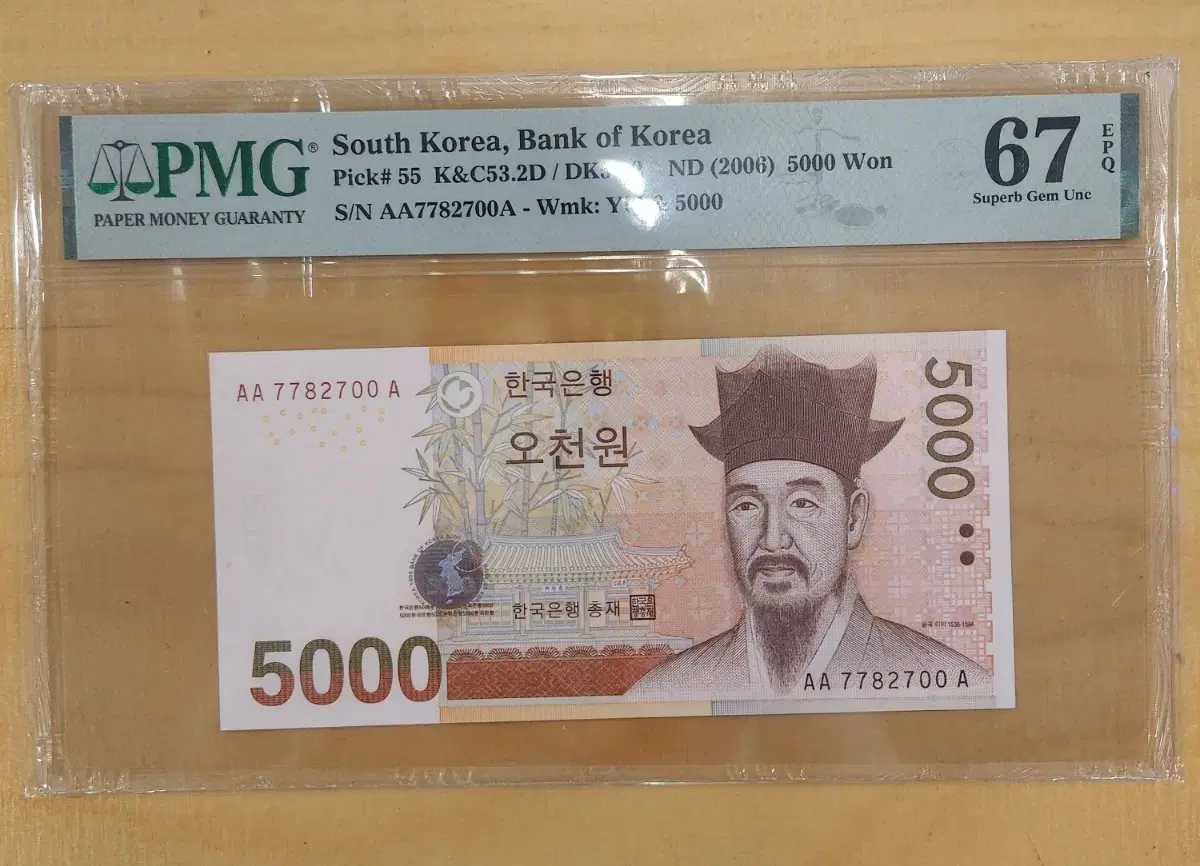 PMG®
PAPER MONEY GUARANTY
South Korea, Bank of Korea
Pick# 55 K&C53.2D / ND (2006) 5000 Won
S/N AA7782700A - Wmk: 5000
67
EPQ
Superb Gem Unc
AA 7782700 A
한국은행
오천원
5000
한국은행 총재
5000
AA 7782700 A